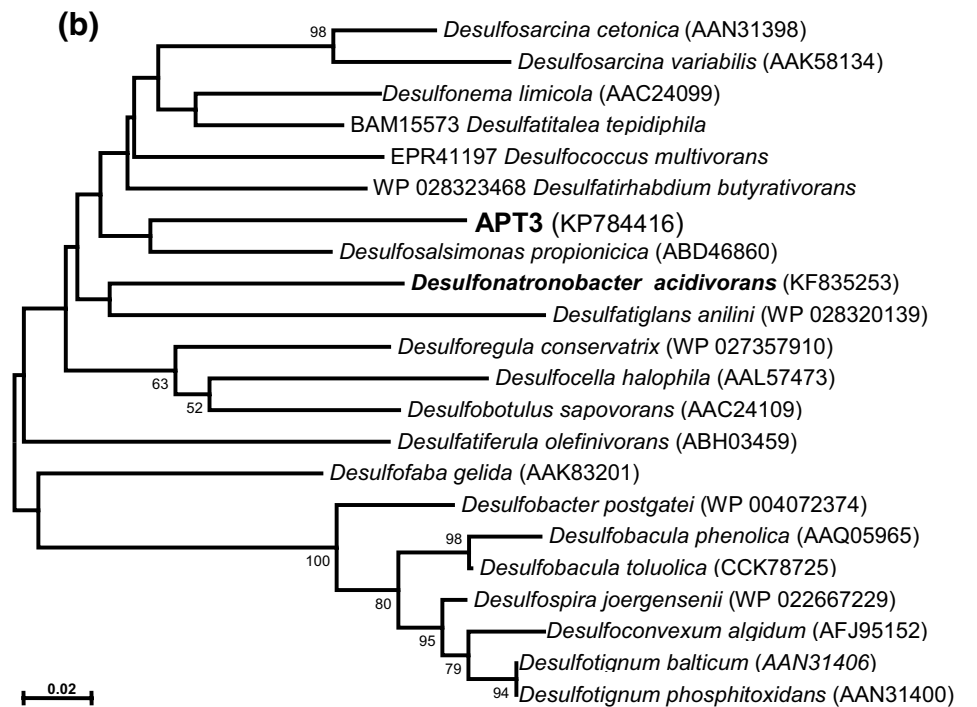 (b)
98
Desulfosarcina cetonica (AAN31398)
Desulfosarcina variabilis (AAK58134)
Desulfonema limicola (AAC24099)
BAM15573 Desulfatitalea tepidiphila
EPR41197 Desulfococcus multivorans
WP 028323468 Desulfatirhabdium butyrativorans
APT3 (KP784416)
Desulfosalsimonas propionicica (ABD46860)
Desulfonatronobacter acidivorans (KF835253)
Desulfatiglans anilini (WP 028320139)
Desulforegula conservatrix (WP 027357910)
63
Desulfocella halophila (AAL57473)
52
Desulfobotulus sapovorans (AAC24109)
Desulfatiferula olefinivorans (ABH03459)
Desulfofaba gelida (AAK83201)
Desulfobacter postgatei (WP 004072374)
100
98
Desulfobacula phenolica (AAQ05965)
Desulfobacula toluolica (CCK78725)
80
Desulfospira joergensenii (WP 022667229)
95
Desulfoconvexum algidum (AFJ95152)
79
Desulfotignum balticum (AAN31406)
94
Desulfotignum phosphitoxidans (AAN31400)
0.02